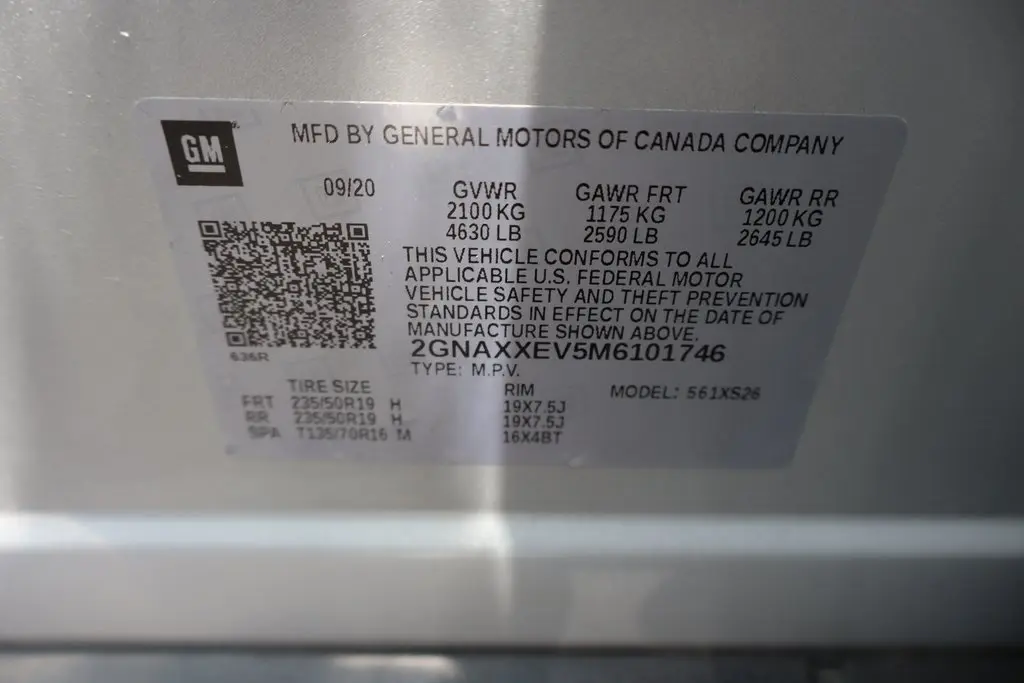 GM
MFD BY GENERAL MOTORS OF CANADA COMPANY
09/20 GVWR GAWR FRT GAWR RR
2100 KG 1175 KG 1200 KG
4630 LB 2590 LB 2645 LB
THIS VEHICLE CONFORMS TO ALL
APPLICABLE U.S. FEDERAL MOTOR
VEHICLE SAFETY AND THEFT PREVENTION
STANDARDS IN EFFECT ON THE DATE OF
MANUFACTURE SHOWN ABOVE.
2GNAXXEV5M6101746
636R
TYPE: M.P.V.
TIRE SIZE RIM MODEL: 561XS26
FRT 235/50R19 H 19X7.5J
RR 235/50R19 H 19X7.5J
SPA T135/70R16 M 16X4BT